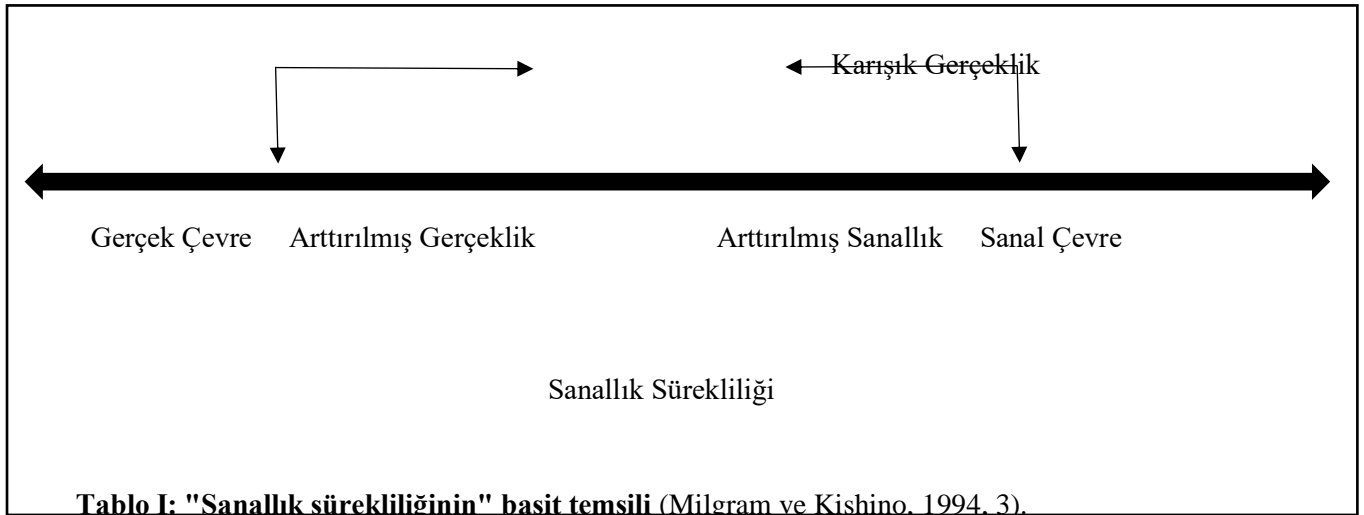 Karışık Gerçeklik
Gerçek Çevre Arttırılmış Gerçeklik Arttırılmış Sanallık Sanal Çevre
Sanallık Sürekliliği
Tablo I: "Sanallık sürekliliğinin" basit temsili (Milgram ve Kishino, 1994, 3).